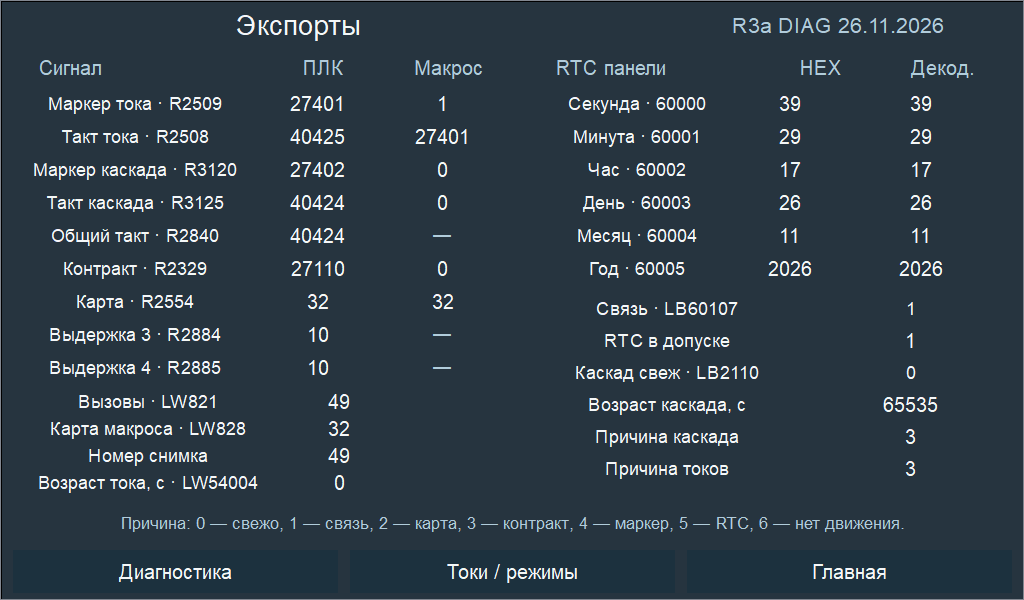 Экспорты
R3a DIAG 26.11.2026
Сигнал ПЛК Макрос
Маркер тока · R2509 27401 1
Такт тока · R2508 40425 27401
Маркер каскада · R3120 27402 0
Такт каскада · R3125 40424 0
Общий такт · R2840 40424 —
Контракт · R2329 27110 0
Карта · R2554 32 32
Выдержка 3 · R2884 10 —
Выдержка 4 · R2885 10 —
Вызовы · LW821 49
Карта макроса · LW828 32
Номер снимка 49
Возраст тока, с · LW54004 0
RTC панели HEX Декод.
Секунда · 60000 39 39
Минута · 60001 29 29
Час · 60002 17 17
День · 60003 26 26
Месяц · 60004 11 11
Год · 60005 2026 2026
Связь · LB60107 1
RTC в допуске 1
Каскад свеж · LB2110 0
Возраст каскада, с 65535
Причина каскада 3
Причина токов 3
Причина: 0 — свежо, 1 — связь, 2 — карта, 3 — контракт, 4 — маркер, 5 — RTC, 6 — нет движения.
Диагностика
Токи / режимы
Главная